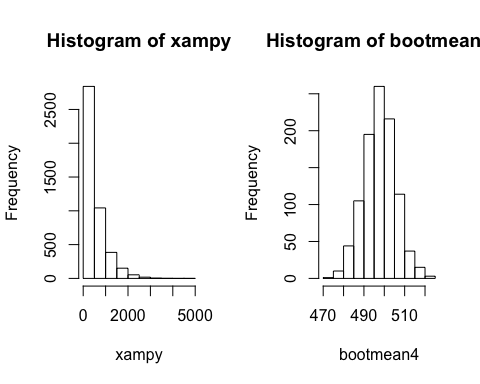 Histogram of xampy
Frequency
0
500
1500
2500
0 2000 5000
xampy
Histogram of bootmean
Frequency
0
50
100
200
470 490 510
bootmean4